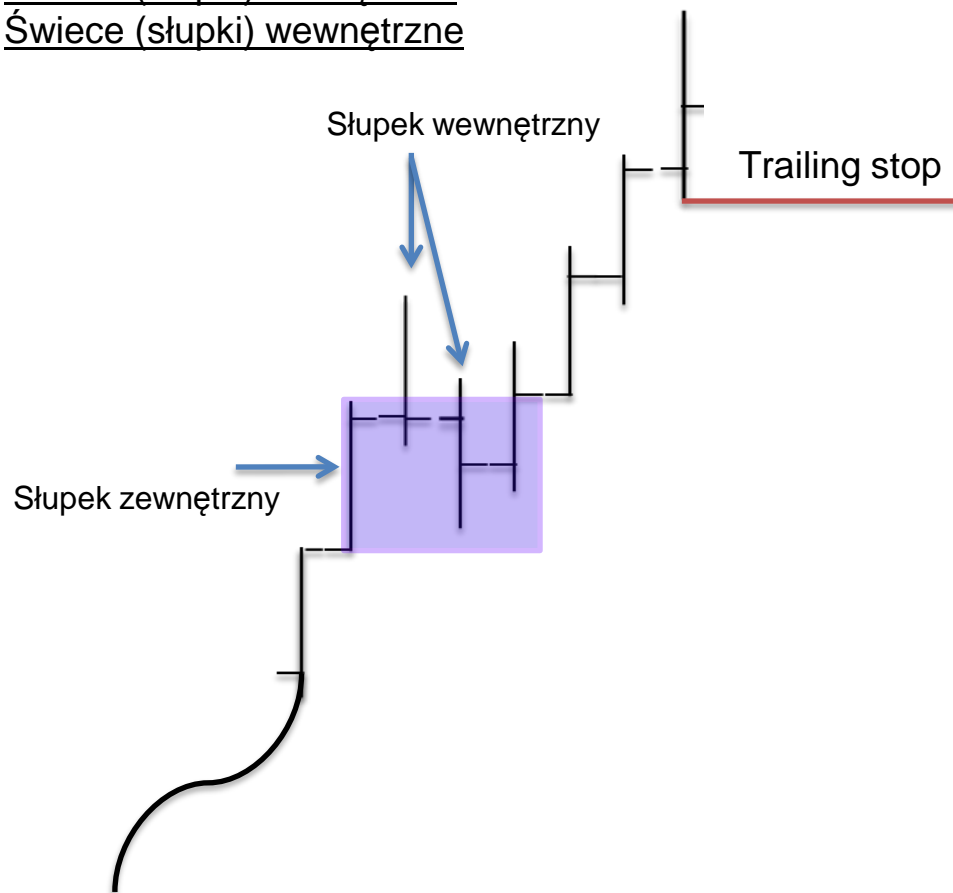 Świece (słupki) wewnętrzne
Słupek wewnętrzny
Trailing stop
Słupek zewnętrzny